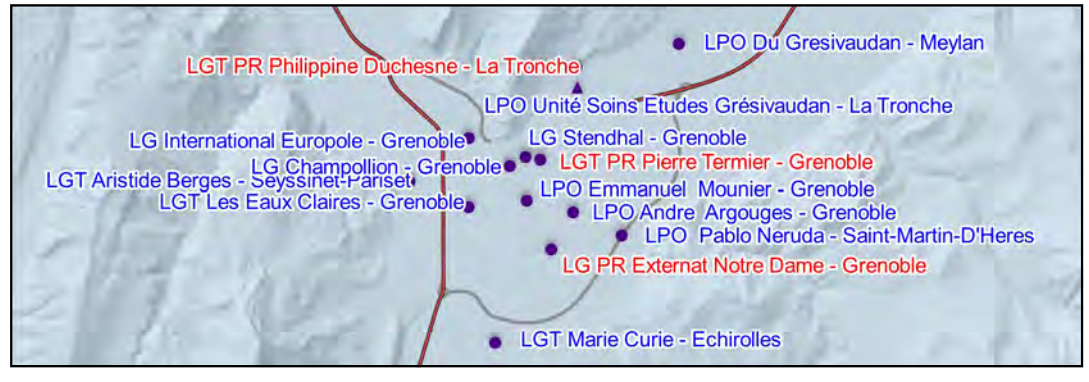 LPO Du Gresivaudan - Meylan
LGT PR Philippine Duchesne - La Tronche
LPO Unité Soins Etudes Grésivaudan - La Tronche
LG International Europole - Grenoble
LG Stendhal - Grenoble
LG Champollion - Grenoble
LGT PR Pierre Termier - Grenoble
LGT Aristide Berges - Seyssinet-Pariset
LPO Emmanuel Mounier - Grenoble
LGT Les Eaux Claires - Grenoble
LPO Andre Argouges - Grenoble
LPO Pablo Neruda - Saint-Martin-D'Heres
LG PR Externat Notre Dame - Grenoble
LGT Marie Curie - Echirolles